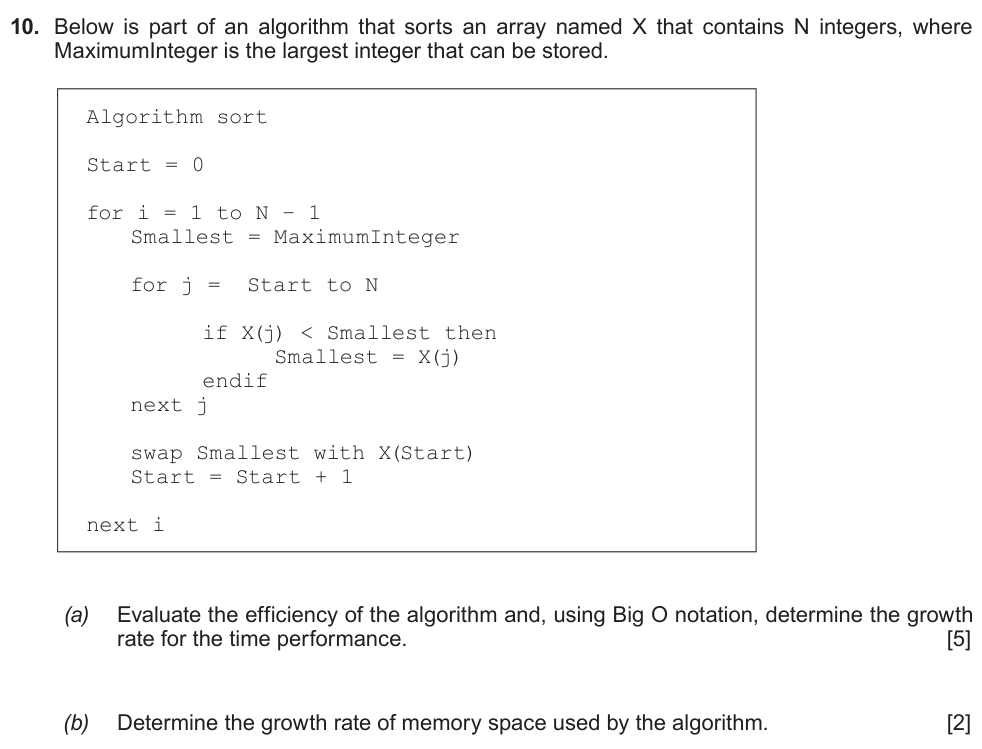 10. Below is part of an algorithm that sorts an array named X that contains N integers, where
MaximumInteger is the largest integer that can be stored.
Algorithm sort
Start = 0
for i = 1 to N - 1
Smallest = MaximumInteger
for j = Start to N
if X(j) < Smallest then
Smallest = X(j)
endif
next j
swap Smallest with X(Start)
Start = Start + 1
next i
(a) Evaluate the efficiency of the algorithm and, using Big O notation, determine the growth
rate for the time performance. [5]
(b) Determine the growth rate of memory space used by the algorithm. [2]